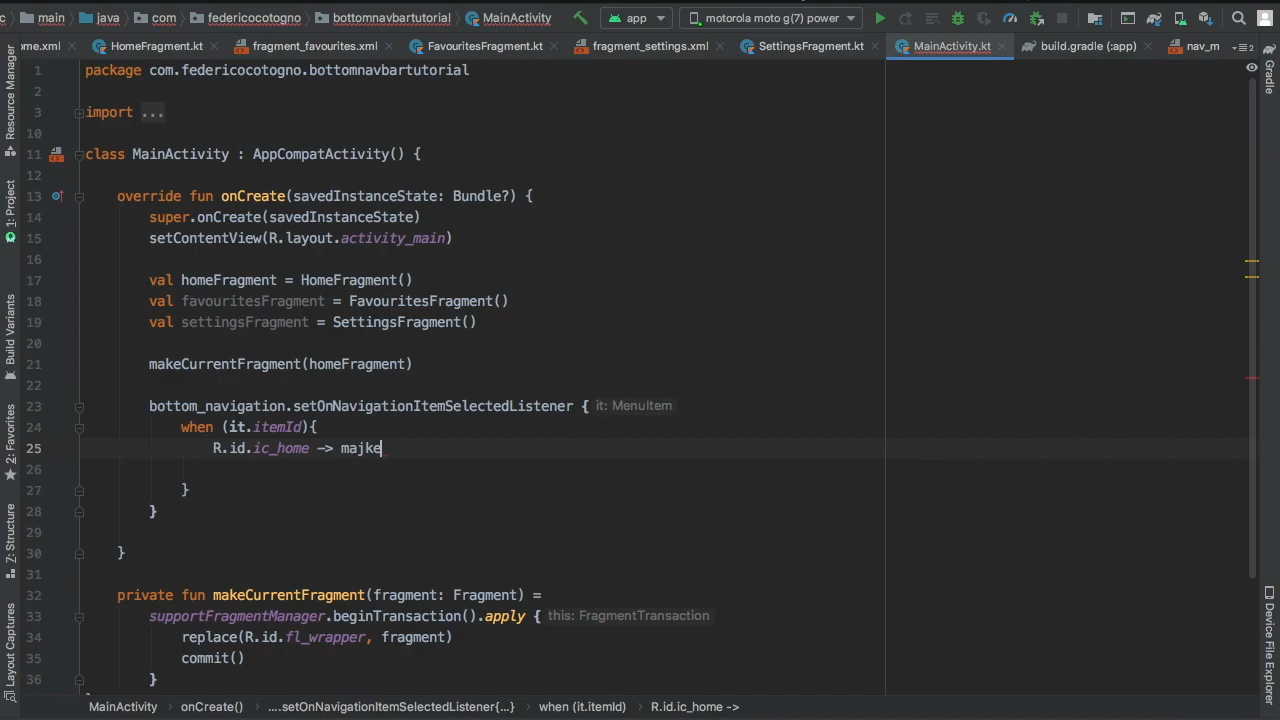 c main java com federicocotogno bottomnavbartutorial MainActivity app motorola moto g(7) power
ome.xml HomeFragment.kt fragment_favourites.xml FavouritesFragment.kt fragment_settings.xml SettingsFragment.kt MainActivity.kt build.gradle (:app) nav_m 2
Resource Manager
1: Project
Build Variants
2: Favorites
Z: Structure
Layout Captures
1 package com.federicocotogno.bottomnavbartutorial
2
3 import ...
10
11 class MainActivity : AppCompatActivity() {
12
13 override fun onCreate(savedInstanceState: Bundle?) {
14 super.onCreate(savedInstanceState)
15 setContentView(R.layout.activity_main)
16
17 val homeFragment = HomeFragment()
18 val favouritesFragment = FavouritesFragment()
19 val settingsFragment = SettingsFragment()
20
21 makeCurrentFragment(homeFragment)
22
23 bottom_navigation.setOnNavigationItemSelectedListener { it: MenuItem
24 when (it.itemId){
25 R.id.ic_home -> majke
26
27 }
28 }
29
30 }
31
32 private fun makeCurrentFragment(fragment: Fragment) =
33 supportFragmentManager.beginTransaction().apply { this: FragmentTransaction
34 replace(R.id.fl_wrapper, fragment)
35 commit()
36 }
Gradle
Device File Explorer
MainActivity onCreate() ....setOnNavigationItemSelectedListener{...} when (it.itemId) R.id.ic_home ->